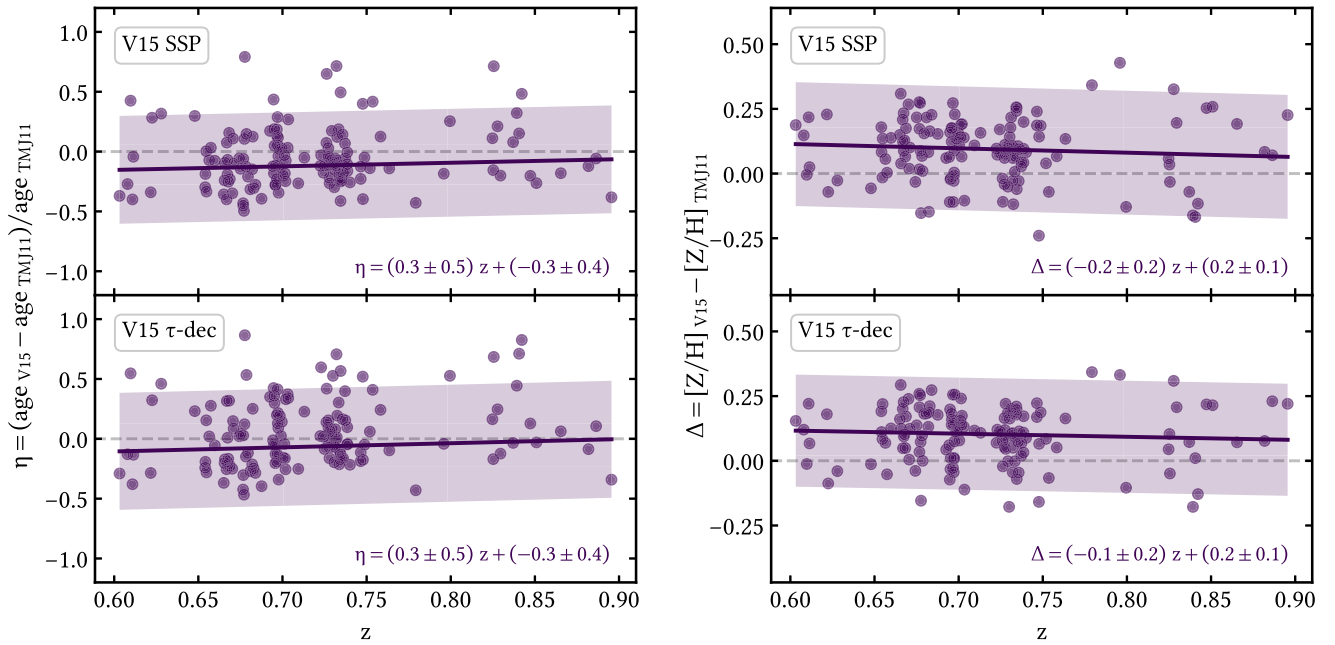 1.0
V15 SSP
0.5
0.0
−0.5
−1.0
η = (0.3 ± 0.5) z + (−0.3 ± 0.4)
1.0
V15 τ-dec
0.5
0.0
−0.5
−1.0
η = (0.3 ± 0.5) z + (−0.3 ± 0.4)
0.60 0.65 0.70 0.75 0.80 0.85 0.90
z
η = (age V15 − age TMJ11)/age TMJ11
0.50
V15 SSP
0.25
0.00
−0.25
Δ = (−0.2 ± 0.2) z + (0.2 ± 0.1)
0.50
V15 τ-dec
0.25
0.00
−0.25
Δ = (−0.1 ± 0.2) z + (0.2 ± 0.1)
0.60 0.65 0.70 0.75 0.80 0.85 0.90
z
Δ = [Z/H] V15 − [Z/H] TMJ11